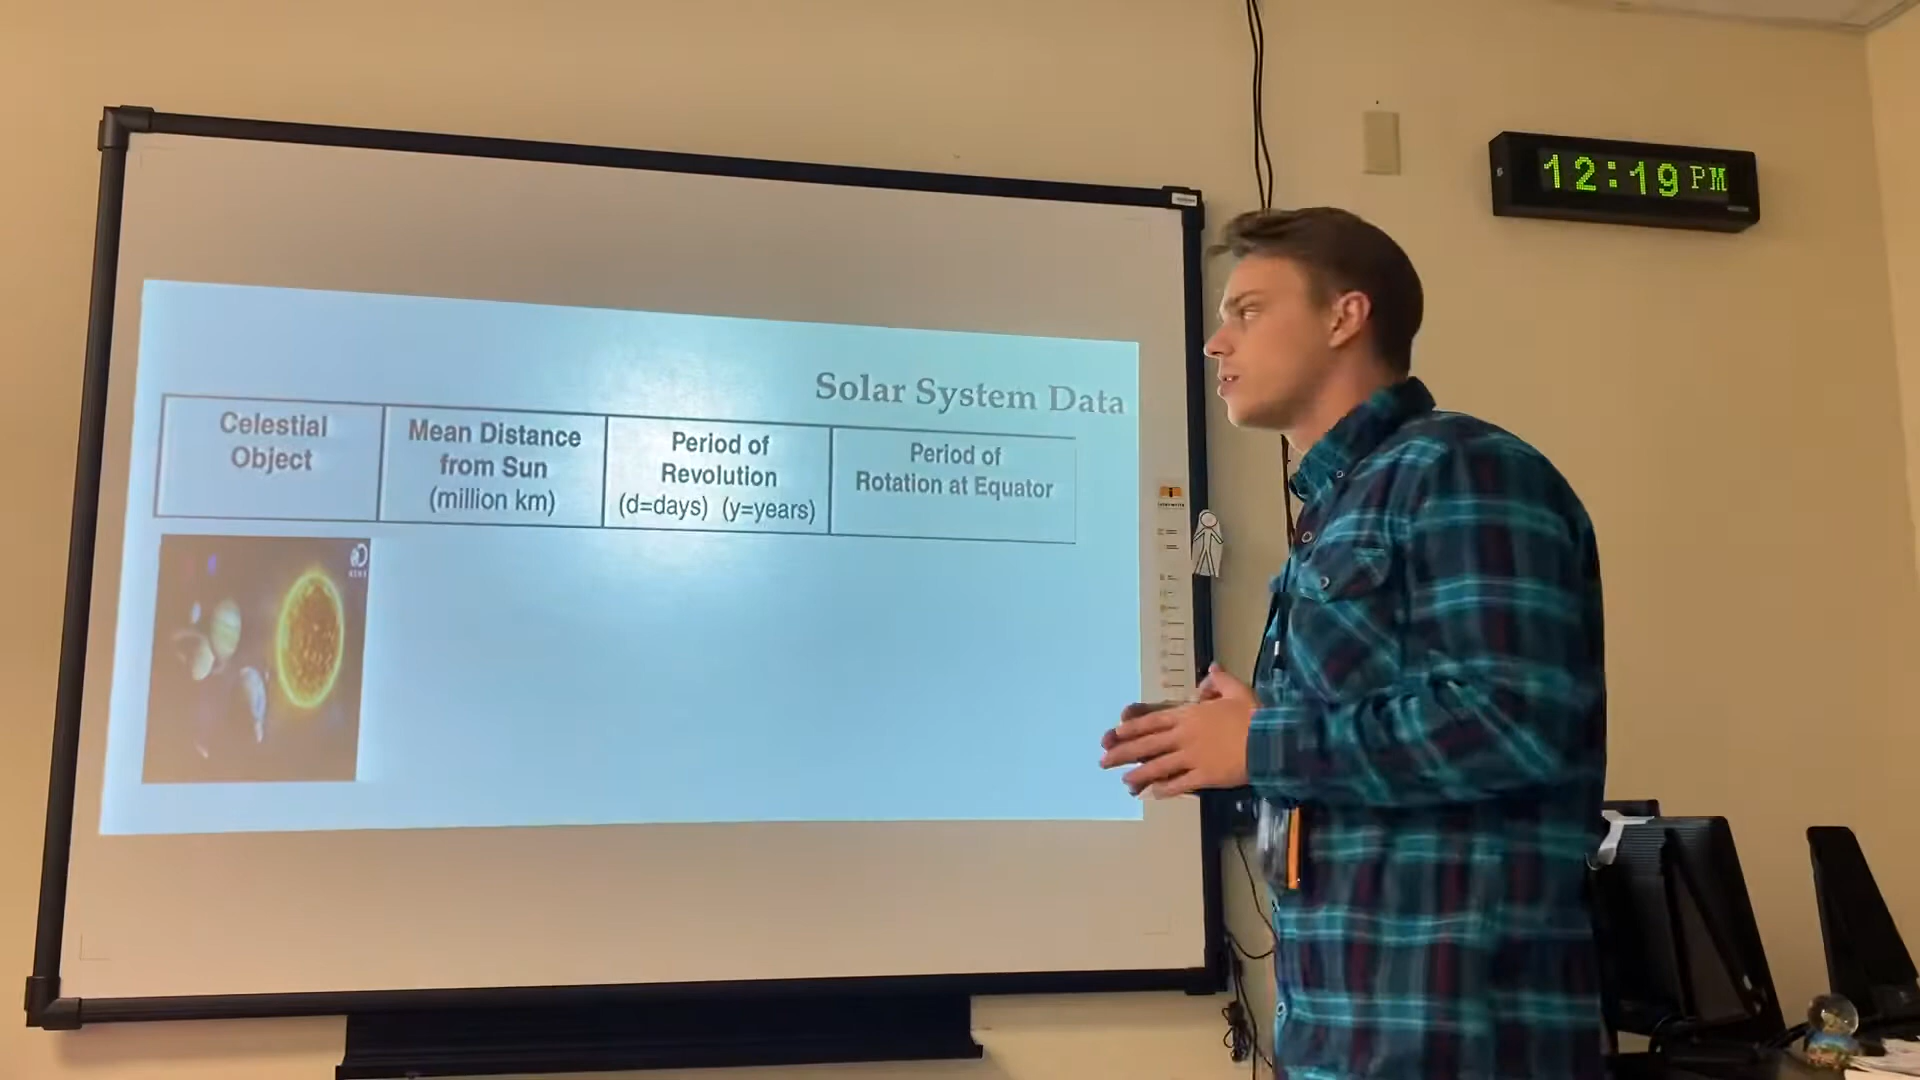 12:19 PM
Solar System Data
Celestial
Object
Mean Distance
from Sun
(million km)
Period of
Revolution
(d=days) (y=years)
Period of
Rotation at Equator